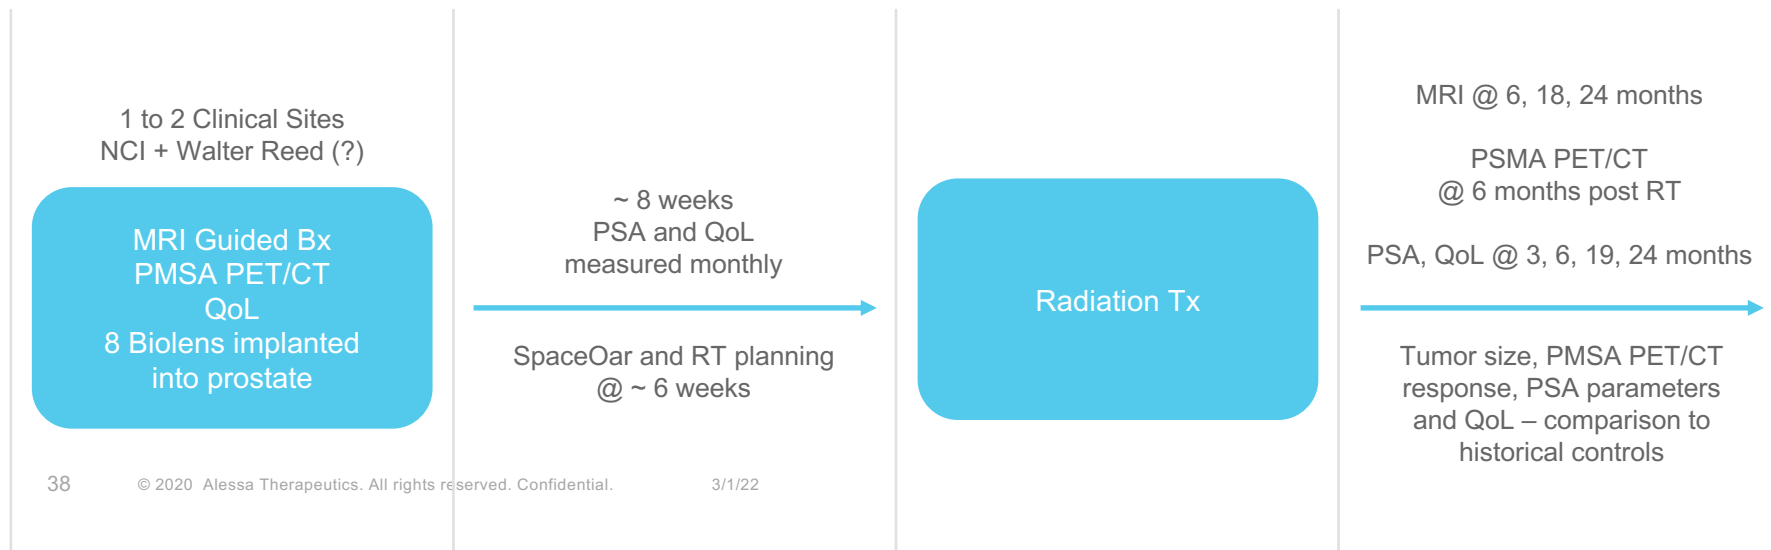 1 to 2 Clinical Sites
NCI + Walter Reed (?)
MRI Guided Bx
PMSA PET/CT
QoL
8 Biolens implanted
into prostate
~ 8 weeks
PSA and QoL
measured monthly
SpaceOar and RT planning
@ ~ 6 weeks
Radiation Tx
MRI @ 6, 18, 24 months
PSMA PET/CT
@ 6 months post RT
PSA, QoL @ 3, 6, 19, 24 months
Tumor size, PMSA PET/CT
response, PSA parameters
and QoL – comparison to
historical controls
38 © 2020 Alessa Therapeutics. All rights reserved. Confidential. 3/1/22